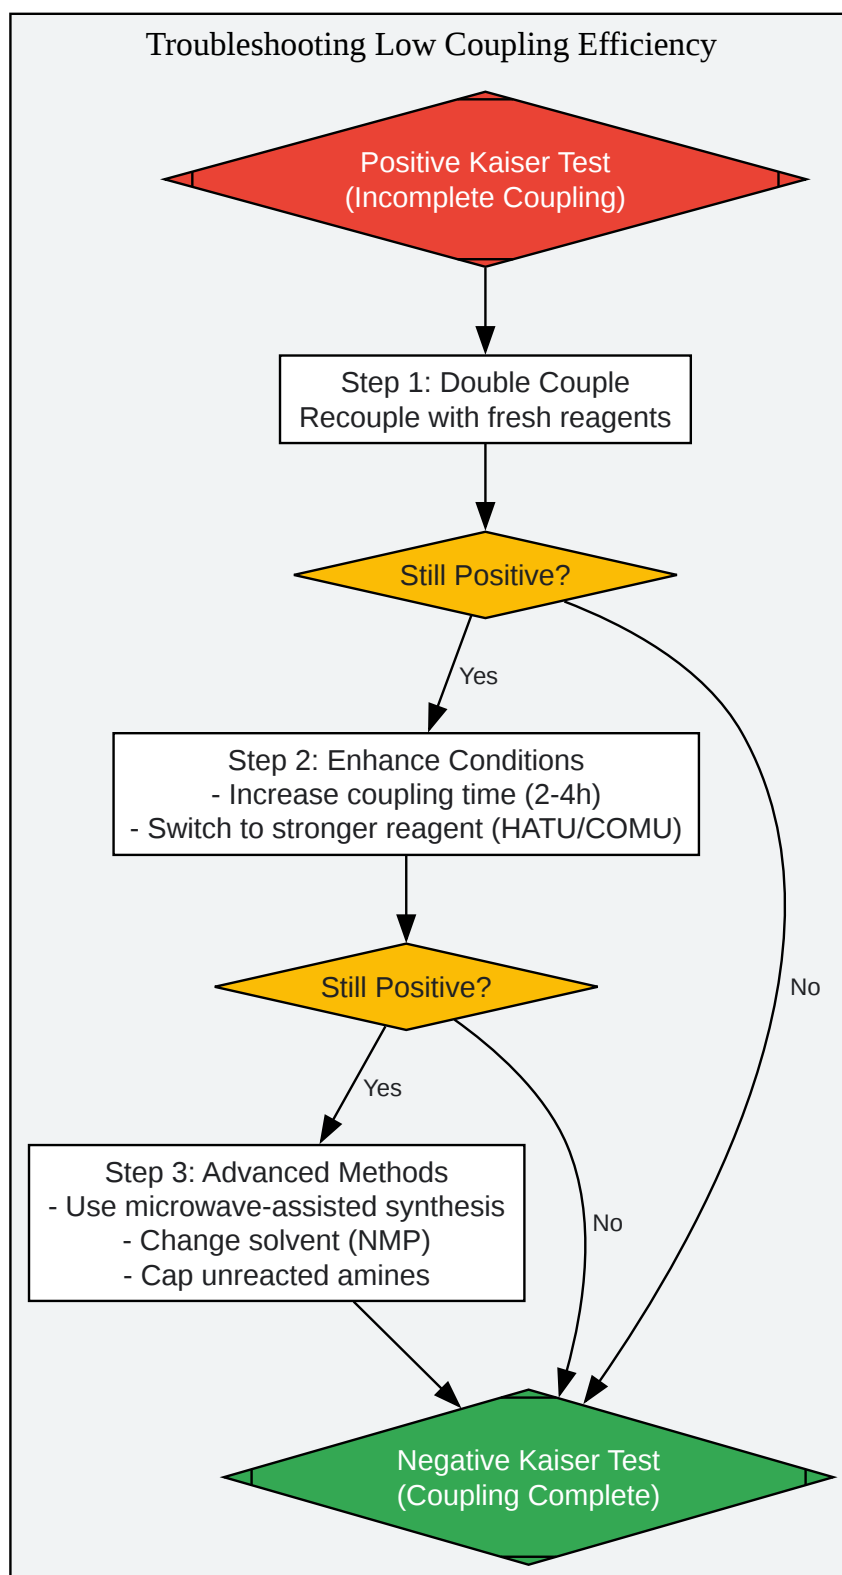 Troubleshooting Low Coupling Efficiency
Positive Kaiser Test
(Incomplete Coupling)
Step 1: Double Couple
Recouple with fresh reagents
Still Positive?
Yes
Step 2: Enhance Conditions
- Increase coupling time (2-4h)
- Switch to stronger reagent (HATU/COMU)
Still Positive?
No
Yes
Step 3: Advanced Methods
- Use microwave-assisted synthesis
- Change solvent (NMP)
- Cap unreacted amines
No
Negative Kaiser Test
(Coupling Complete)